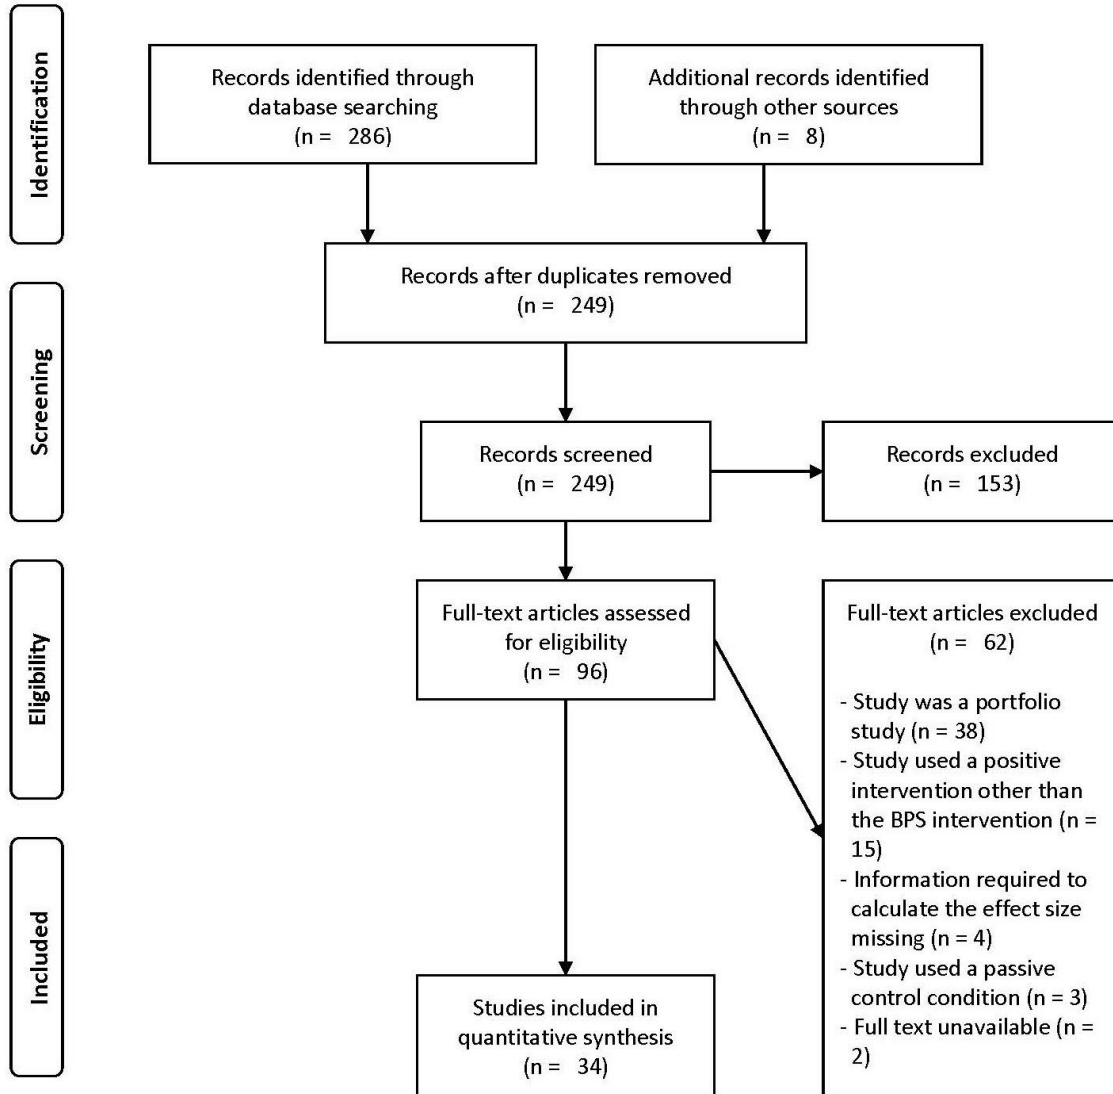 Identification
Records identified through
database searching
(n = 286)
Additional records identified
through other sources
(n = 8)
Records after duplicates removed
(n = 249)
Screening
Records screened
(n = 249)
Records excluded
(n = 153)
Eligibility
Full-text articles assessed
for eligibility
(n = 96)
Full-text articles excluded
(n = 62)
- Study was a portfolio
study (n = 38)
- Study used a positive
intervention other than
the BPS intervention (n =
15)
- Information required to
calculate the effect size
missing (n = 4)
- Study used a passive
control condition (n = 3)
- Full text unavailable (n =
2)
Included
Studies included in
quantitative synthesis
(n = 34)